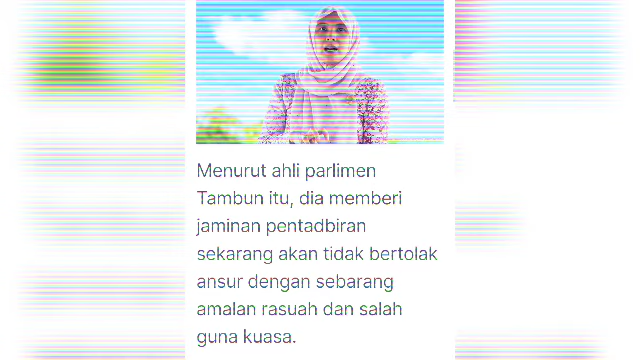 Menurut ahli parlimen
Tambun itu, dia memberi
jaminan pentadbiran
sekarang akan tidak bertolak
ansur dengan sebarang
amalan rasuah dan salah
guna kuasa.